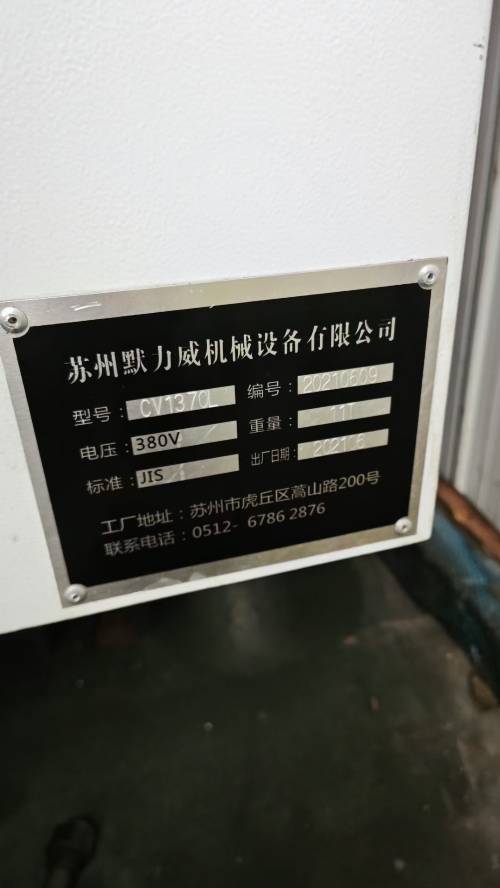 苏州默力威机械设备有限公司
型号：CV1370L 编号：20210609
电压：380V 重量：11T
标准：JIS 出厂日期：2021.6
工厂地址：苏州市虎丘区蒿山路200号
联系电话：0512- 6786 2876